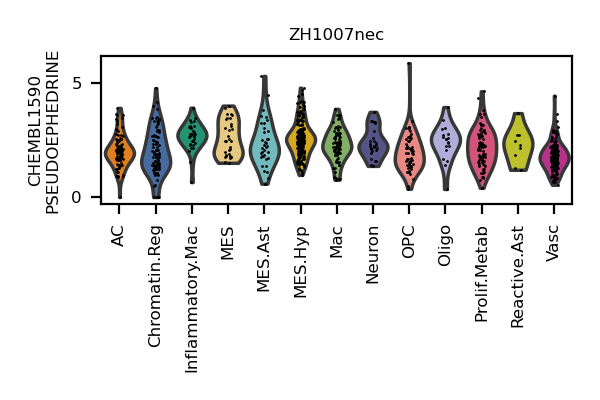 ZH1007nec
CHEMBL1590
PSEUDOEPHEDRINE
5
0
AC
Chromatin.Reg
Inflammatory.Mac
MES
MES.Ast
MES.Hyp
Mac
Neuron
OPC
Oligo
Prolif.Metab
Reactive.Ast
Vasc